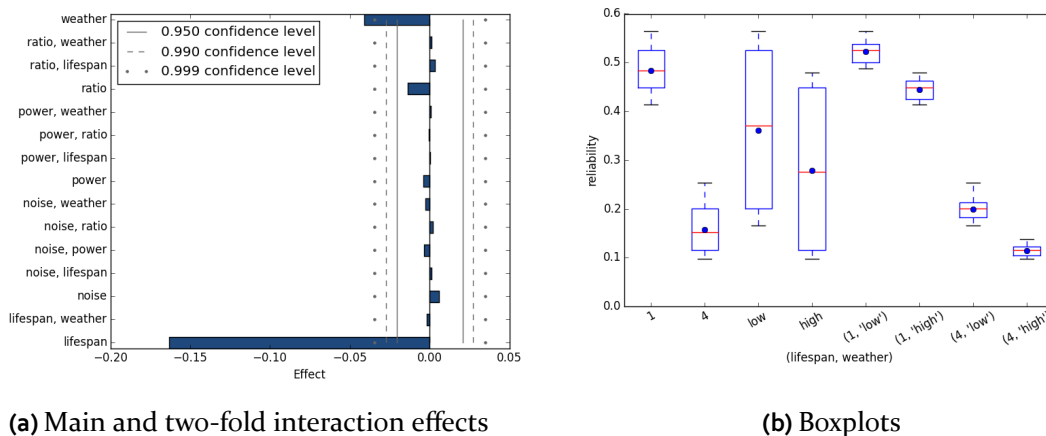 weather
ratio, weather
ratio, lifespan
ratio
power, weather
power, ratio
power, lifespan
power
noise, weather
noise, ratio
noise, power
noise, lifespan
noise
lifespan, weather
lifespan
0.950 confidence level
0.990 confidence level
0.999 confidence level
−0.20 −0.15 −0.10 −0.05 0.00 0.05
Effect
(a) Main and two-fold interaction effects
0.6
0.5
0.4
0.3
0.2
0.1
0.0
reliability
1 4 low high (1, 'low') (1, 'high') (4, 'low') (4, 'high')
(lifespan, weather)
(b) Boxplots